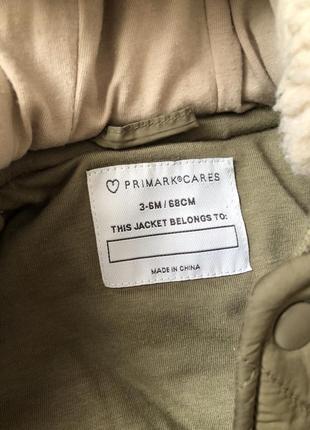 ♡ PRIMARK®CARES
3-6M / 68CM
THIS JACKET BELONGS TO:
MADE IN CHINA